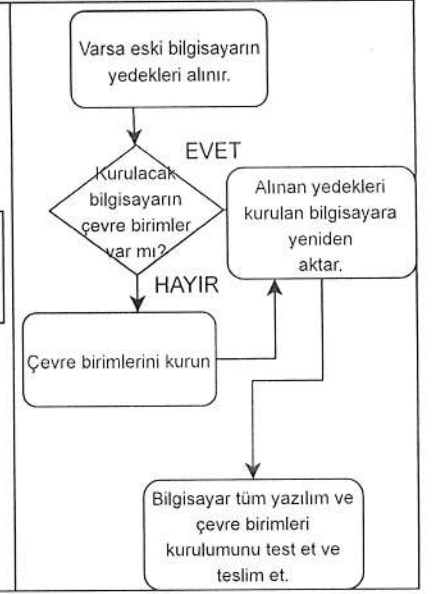 Varsa eski bilgisayarın
yedekleri alınır.
EVET
Kurulacak
bilgisayarın
çevre birimler
var mı?
Alınan yedekleri
kurulan bilgisayara
yeniden
aktar.
HAYIR
Çevre birimlerini kurun
Bilgisayar tüm yazılım ve
çevre birimleri
kurulumunu test et ve
teslim et.